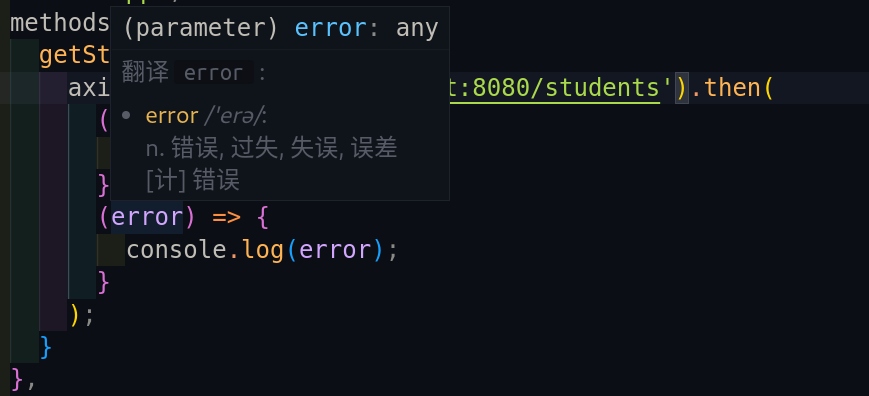 methods
(parameter) error: any
getSt
翻译 error :
axi
t:8080/students').then(
(
error /'erə/:
n. 错误, 过失, 失误, 误差
[计] 错误
}
(error) => {
console.log(error);
}
);
}
},